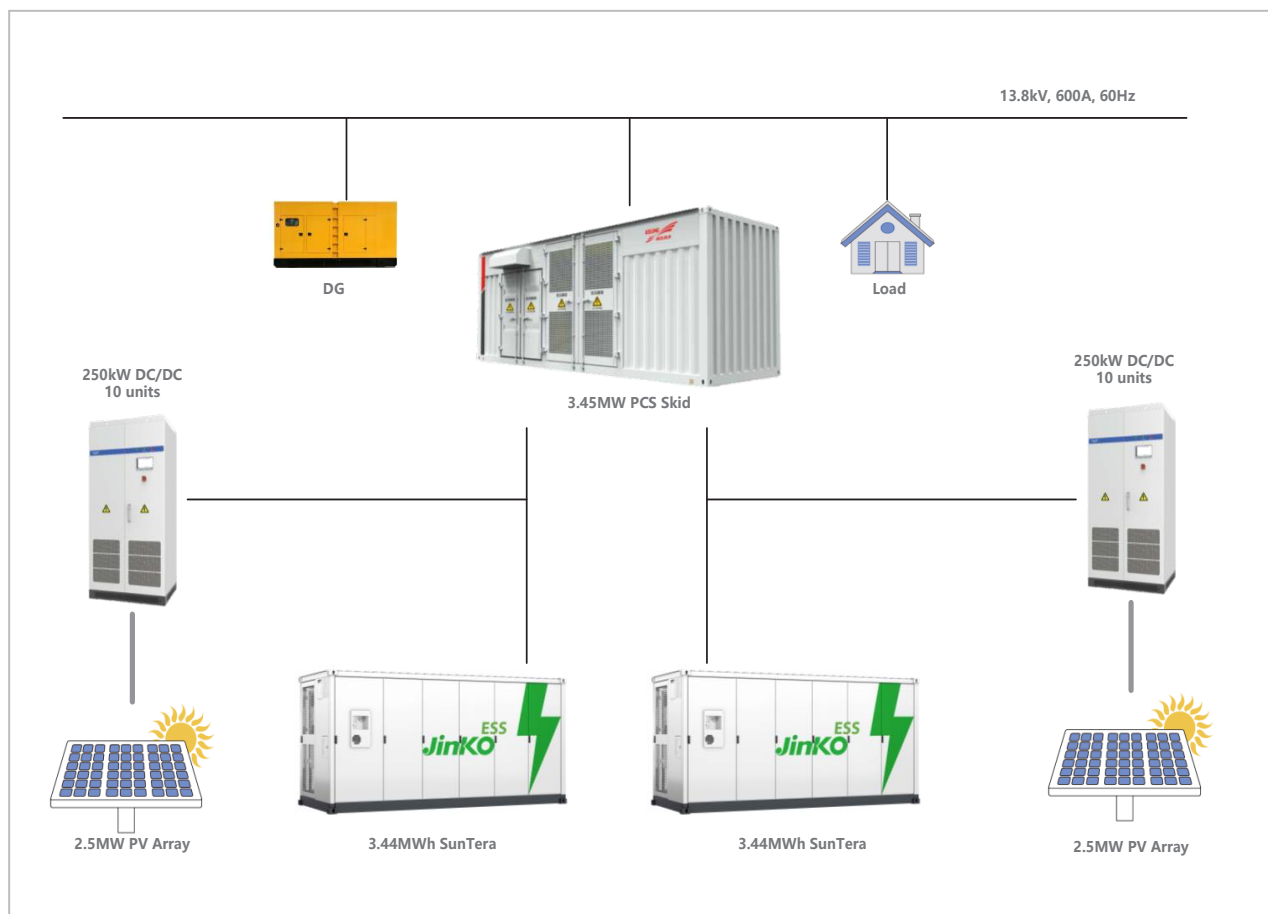 13.8kV, 600A, 60Hz
DG
Load
250kW DC/DC
10 units
250kW DC/DC
10 units
3.45MW PCS Skid
ESS
JinKO
ESS
JinKO
2.5MW PV Array
3.44MWh SunTera
3.44MWh SunTera
2.5MW PV Array